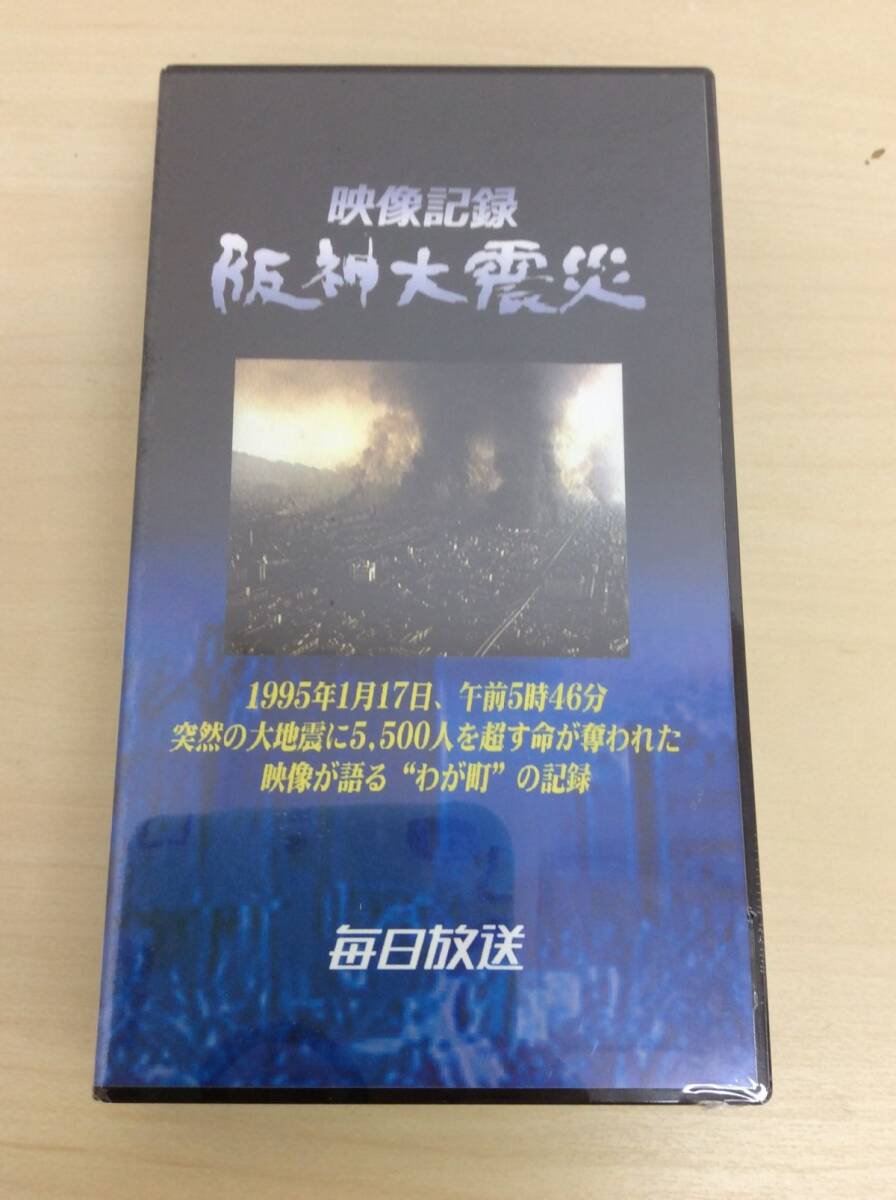 映像記録
阪神大震災
1995年1月17日、午前5時46分
突然の大地震に5,500人を超す命が奪われた
映像が語る“わが町”の記録
毎日放送